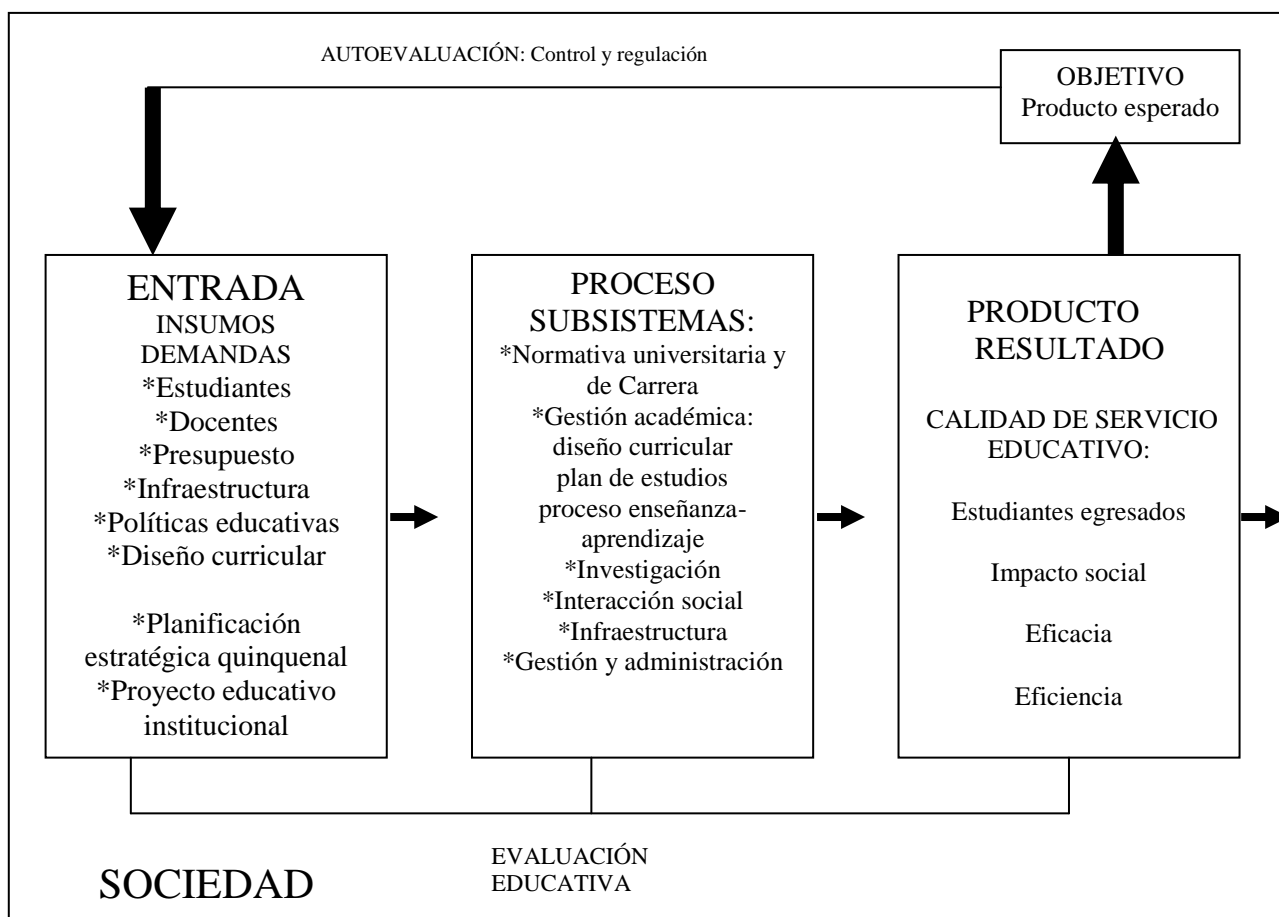 AUTOEVALUACIÓN: Control y regulación
OBJETIVO
Producto esperado
ENTRADA
INSUMOS
DEMANDAS
*Estudiantes
*Docentes
*Presupuesto
*Infraestructura
*Políticas educativas
*Diseño curricular
*Planificación
estratégica quinquenal
*Proyecto educativo
institucional
PROCESO
SUBSISTEMAS:
*Normativa universitaria y
de Carrera
*Gestión académica:
diseño curricular
plan de estudios
proceso enseñanza-
aprendizaje
*Investigación
*Interacción social
*Infraestructura
*Gestión y administración
PRODUCTO
RESULTADO
CALIDAD DE SERVICIO
EDUCATIVO:
Estudiantes egresados
Impacto social
Eficacia
Eficiencia
EVALUACIÓN
EDUCATIVA
SOCIEDAD